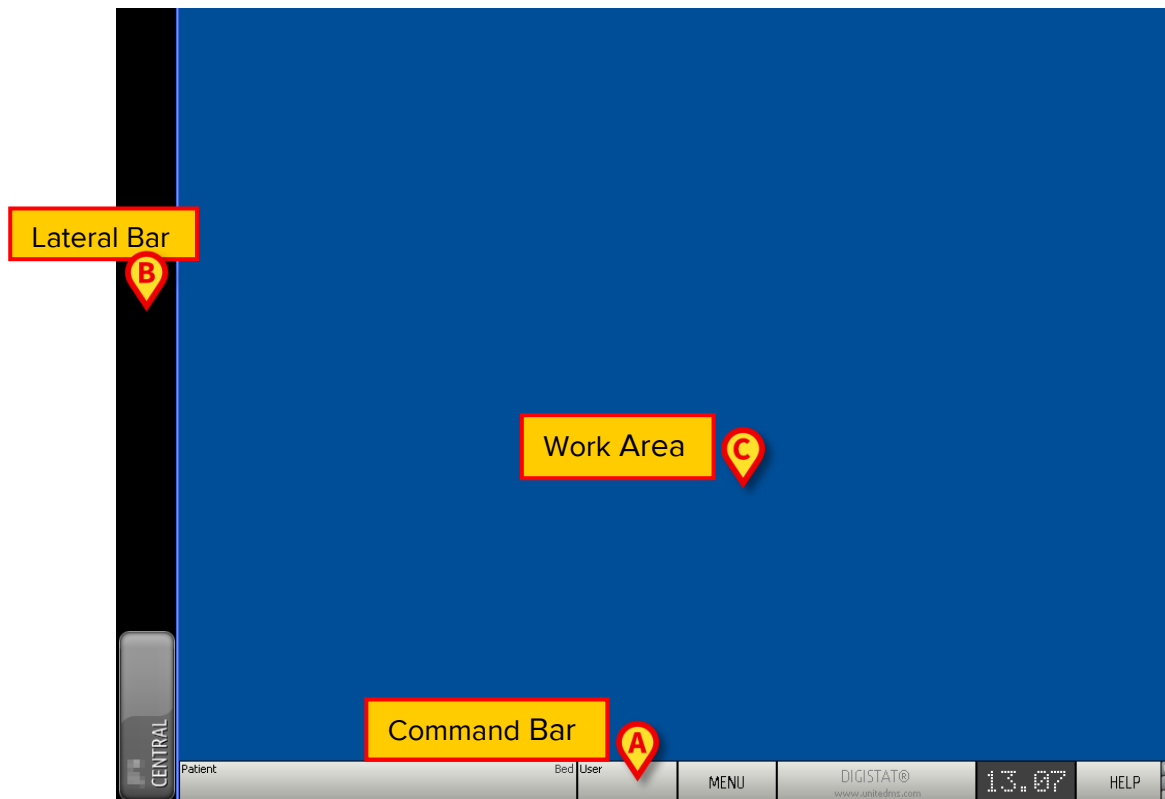 Lateral Bar
B
Work Area
C
Command Bar
A
CENTRAL
Patient
Bed
User
MENU
DIGISTAT®
www.unitedms.com
13.07
HELP